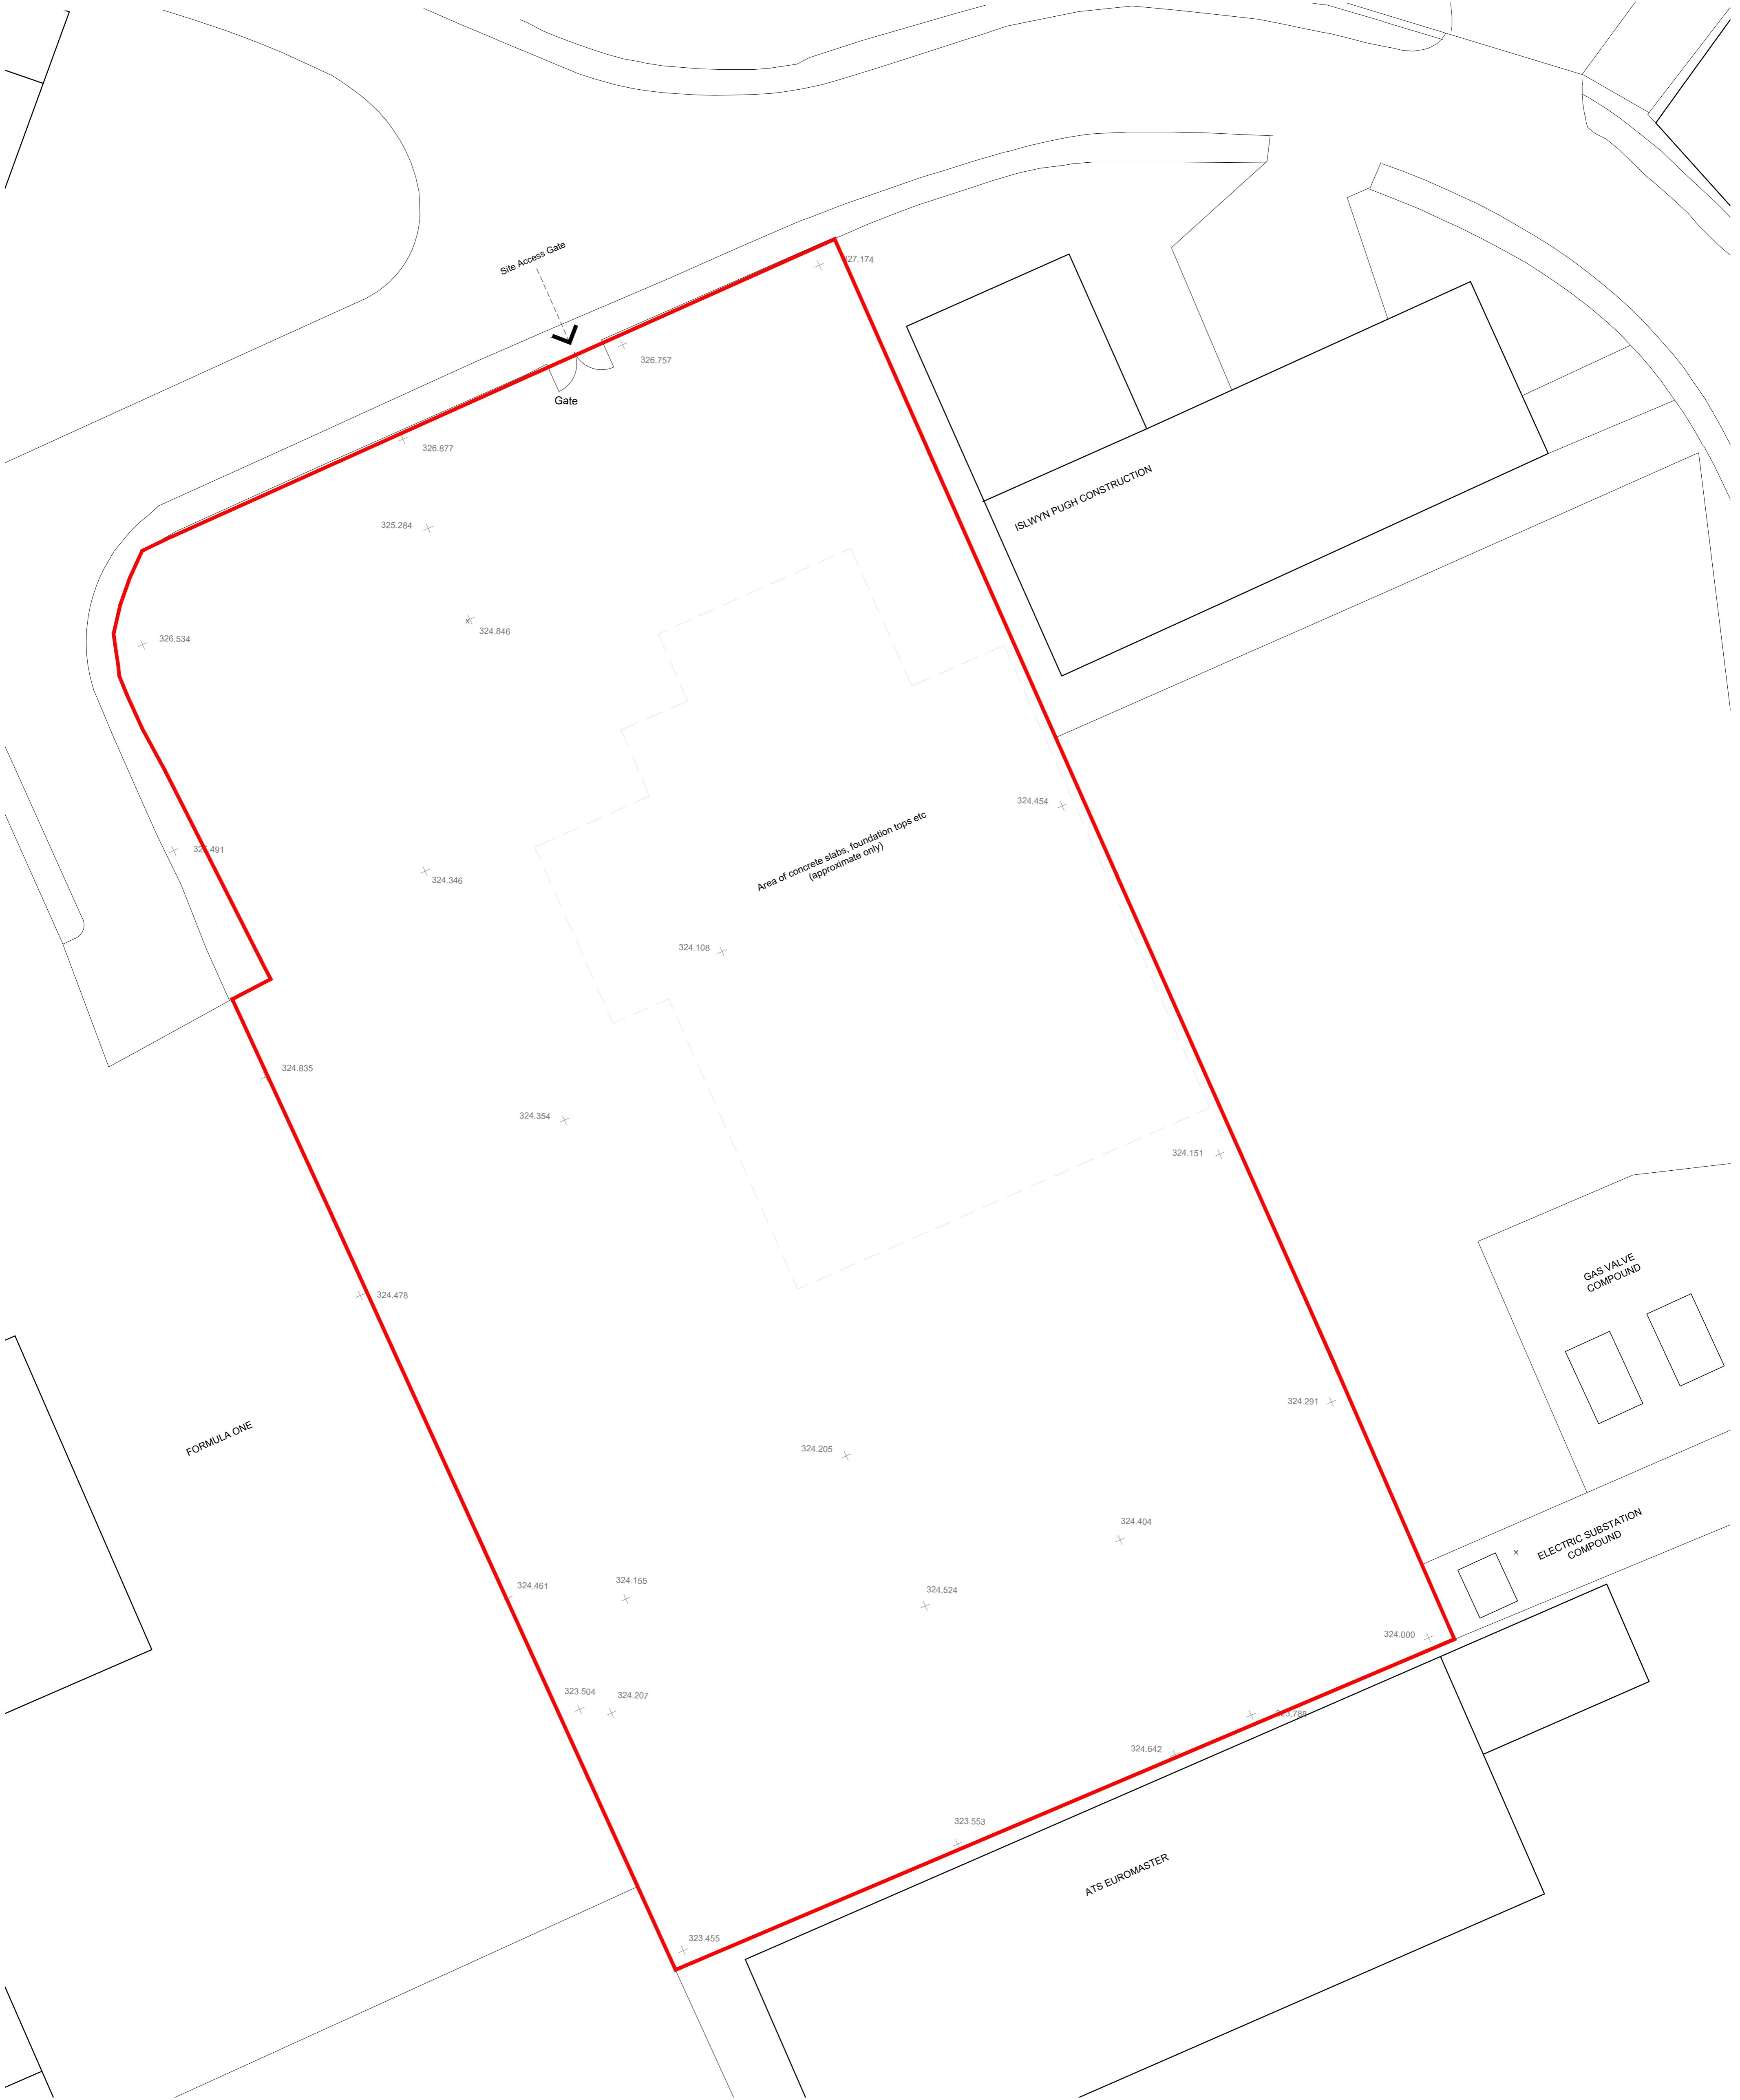 Site Access Gate
327.174
326.757
Gate
326.877
325.284
ISLWYN PUGH CONSTRUCTION
326.534
324.846
324.454
Area of concrete slabs, foundation tops etc
(approximate only)
324.346
324.108
324.835
324.354
324.151
GAS VALVE
COMPOUND
324.478
324.291
FORMULA ONE
324.205
324.404
ELECTRIC SUBSTATION
COMPOUND
324.461
324.155
324.524
324.000
323.504
324.207
324.642
323.553
ATS EUROMASTER
323.455